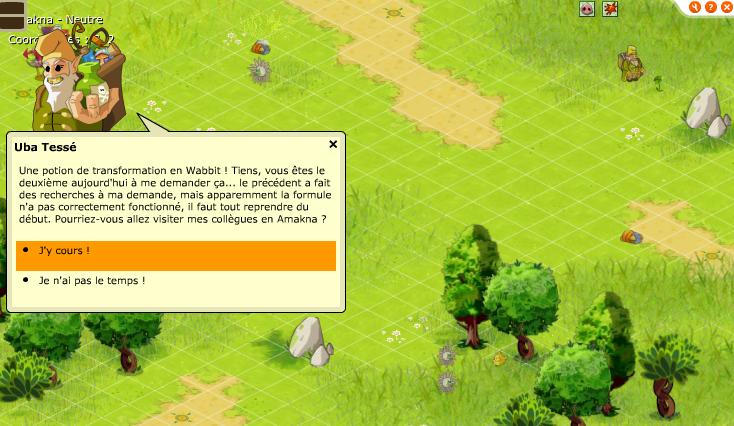 akna - Neutre
Coor
Uba Tessé
Une potion de transformation en Wabbit ! Tiens, vous êtes le
deuxième aujourd'hui à me demander ça... le précédent a fait
des recherches à ma demande, mais apparemment la formule
n'a pas correctement fonctionné, il faut tout reprendre du
début. Pourriez-vous allez visiter mes collègues en Amakna ?
J'y cours !
Je n'ai pas le temps !